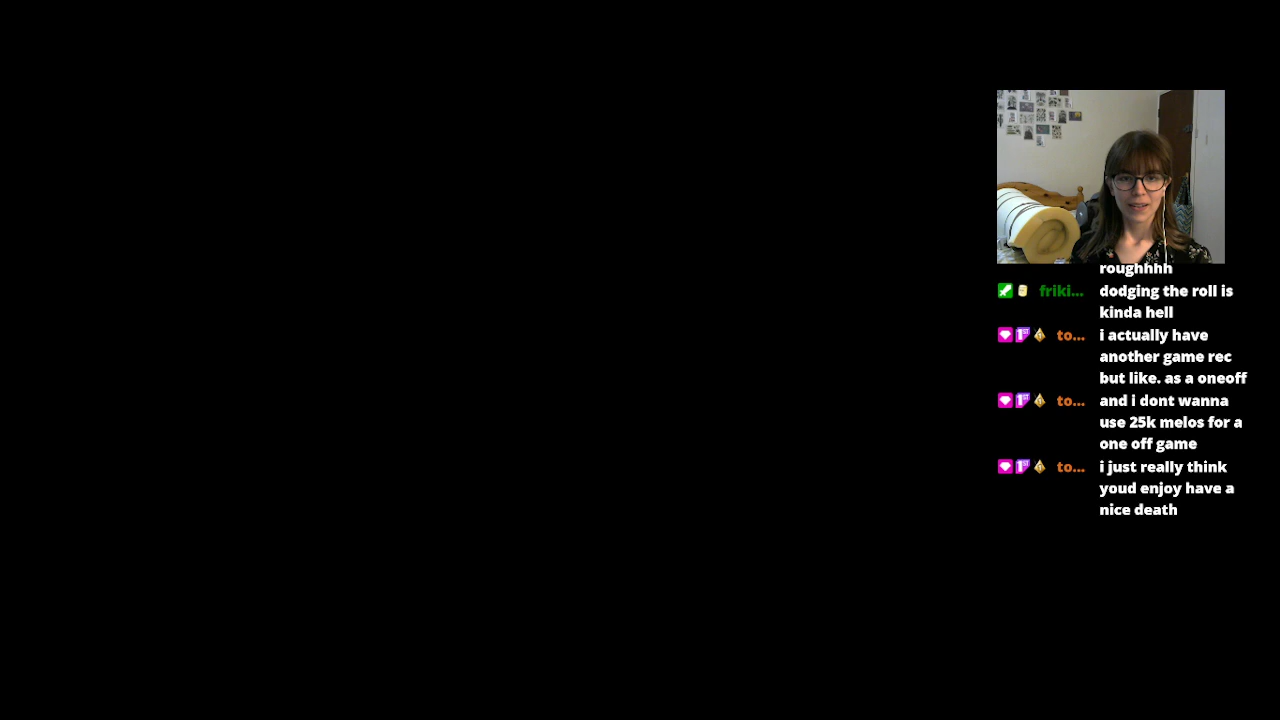 roughhhh
friki... dodging the roll is
kinda hell
to... i actually have
another game rec
but like. as a oneoff
to... and i dont wanna
use 25k melos for a
one off game
to... i just really think
youd enjoy have a
nice death